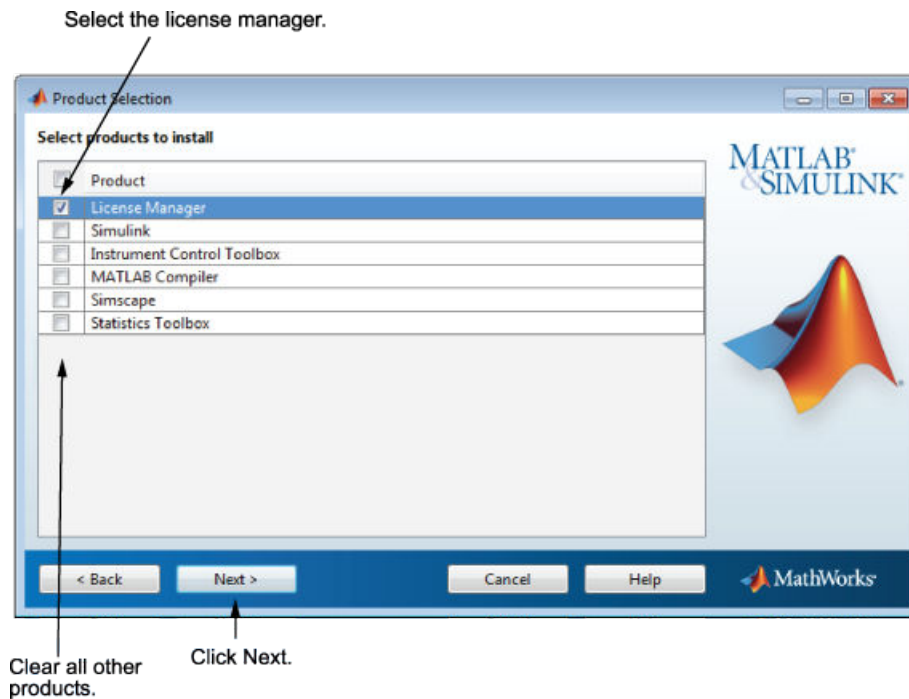 Select the license manager.
Product Selection
Select products to install
MATLAB®
&SIMULINK®
Product
License Manager
Simulink
Instrument Control Toolbox
MATLAB Compiler
Simscape
Statistics Toolbox
< Back
Next >
Cancel
Help
MathWorks®
Click Next.
Clear all other
products.